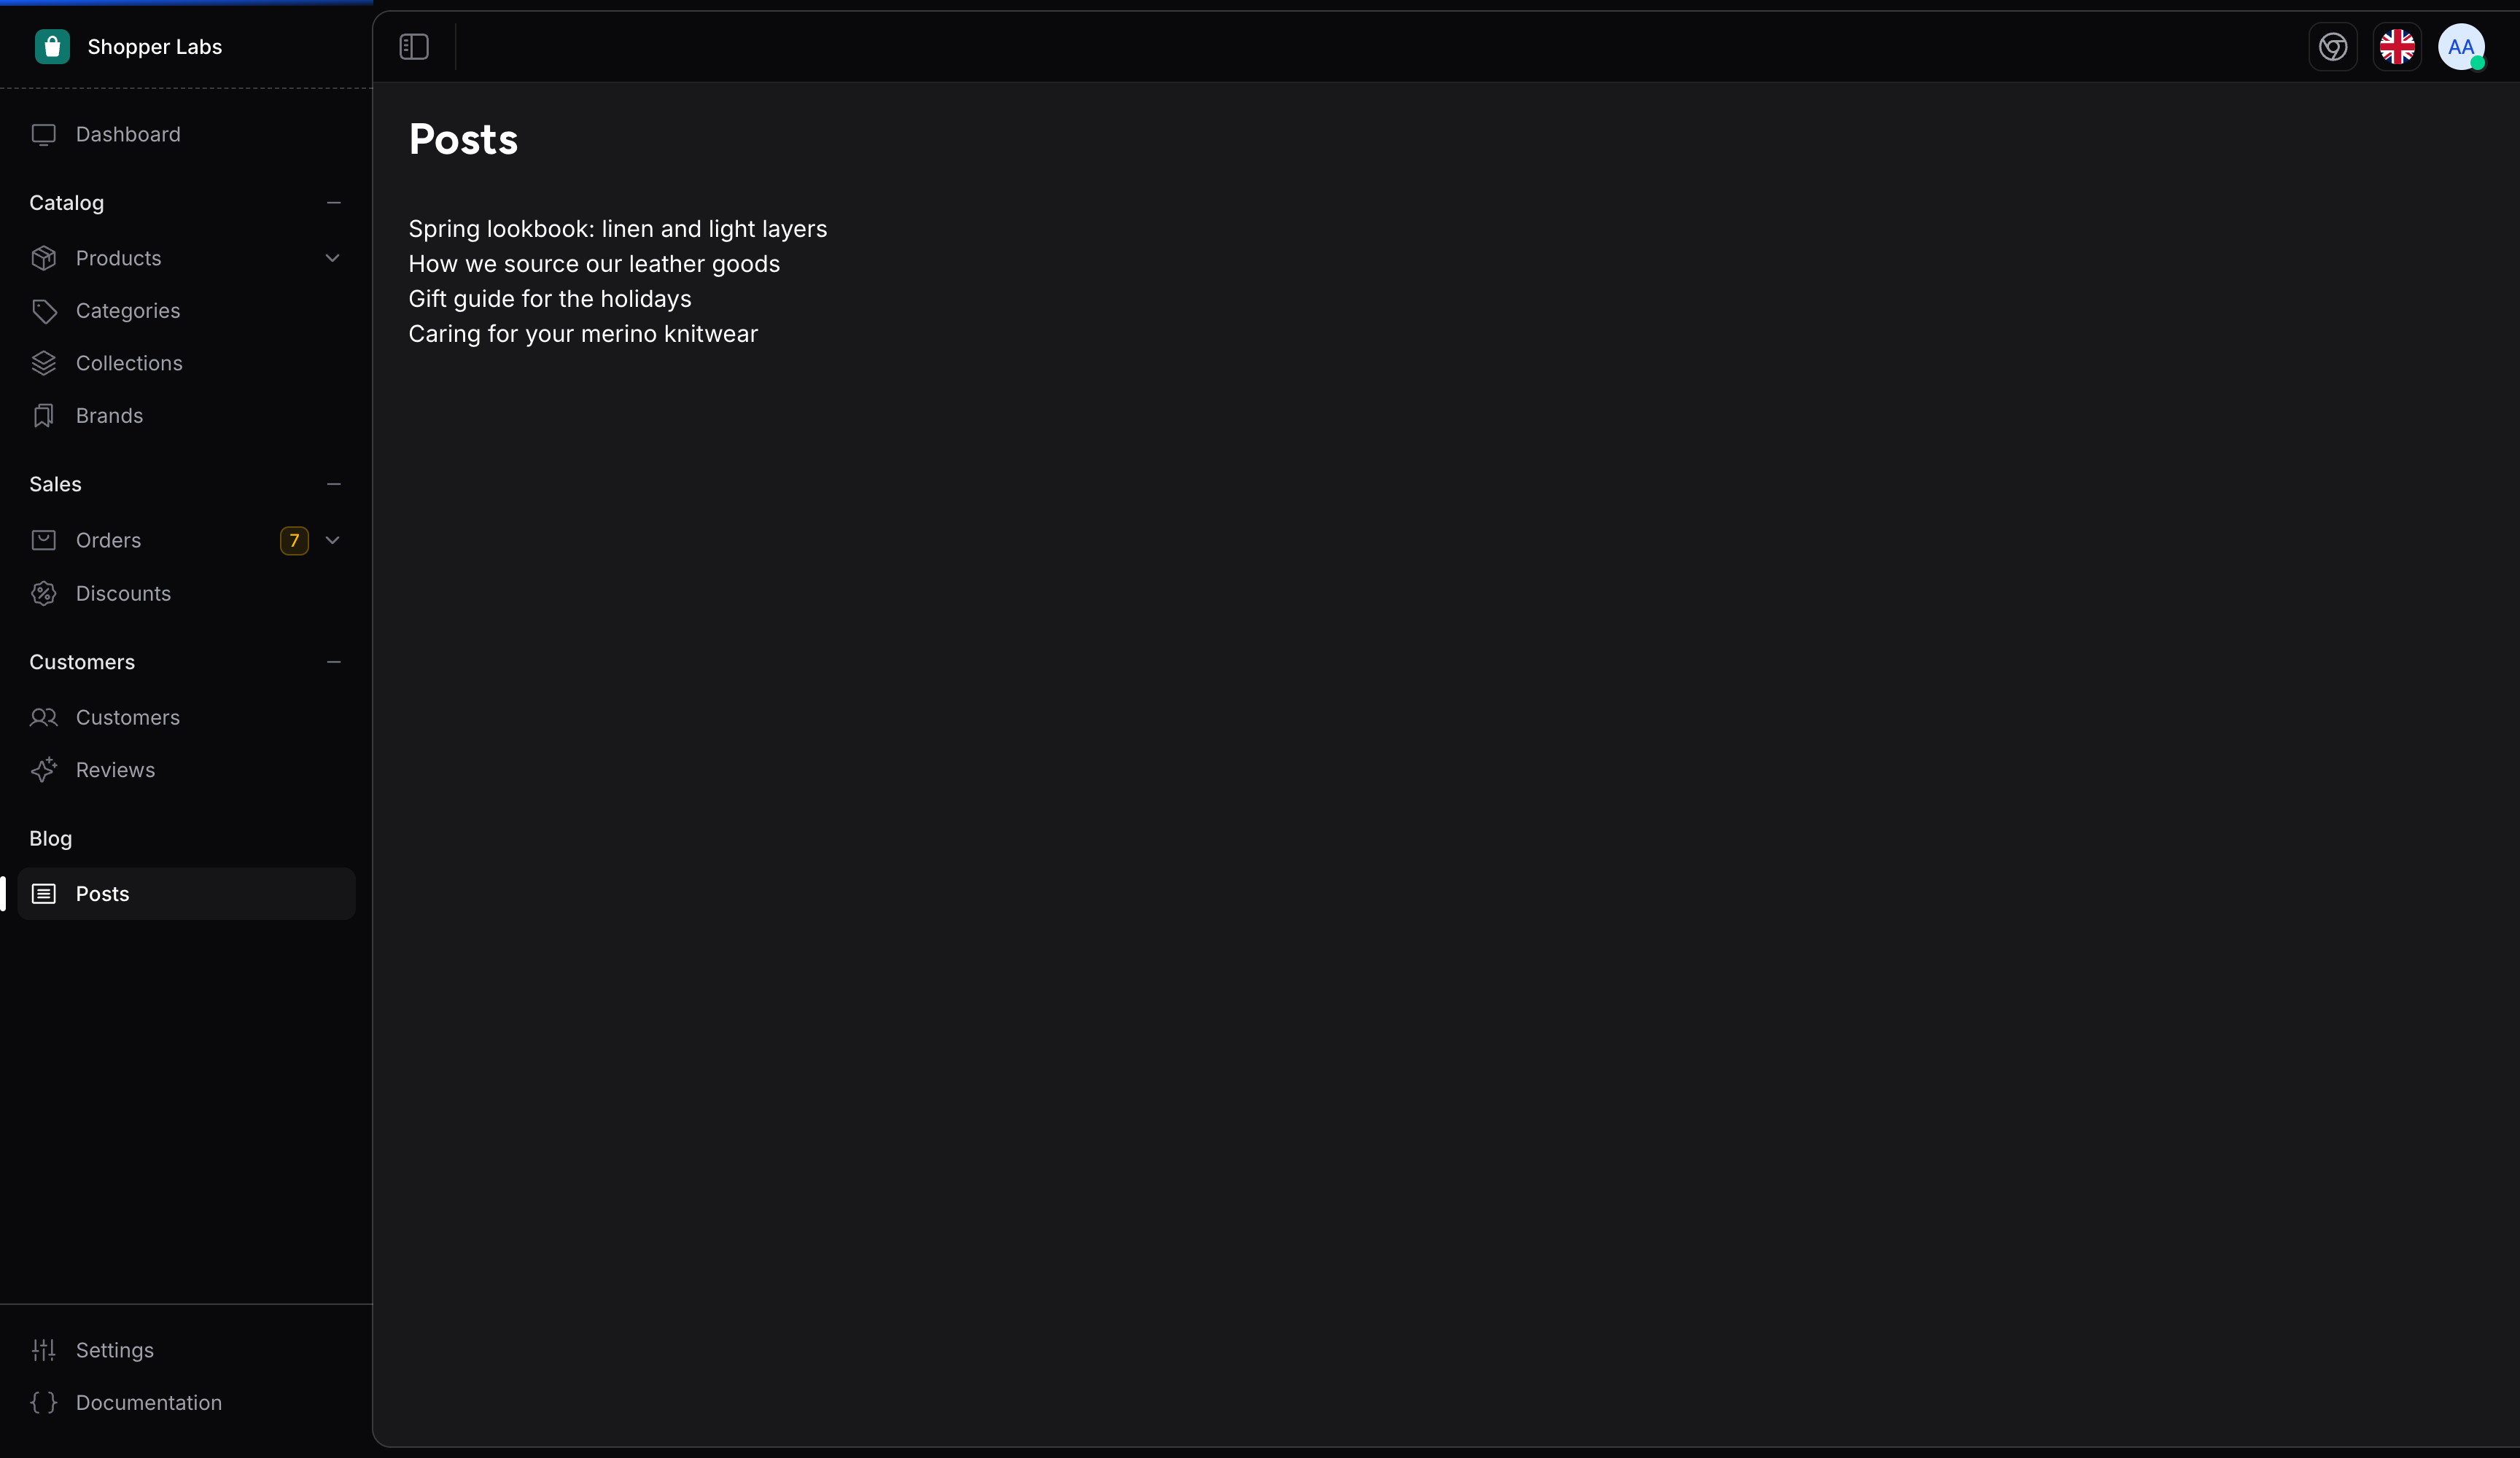 Shopper Labs
AA
Dashboard
Catalog
Products
Categories
Collections
Brands
Sales
Orders 7
Discounts
Customers
Customers
Reviews
Blog
Posts
Settings
Documentation
Posts
Spring lookbook: linen and light layers
How we source our leather goods
Gift guide for the holidays
Caring for your merino knitwear